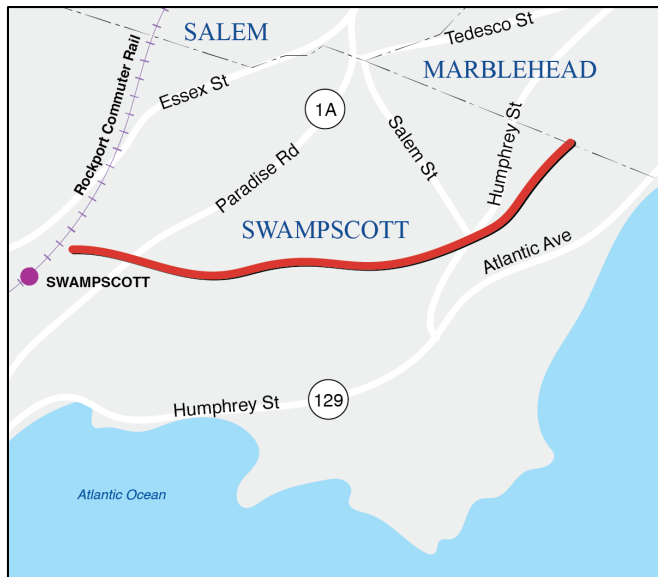 SALEM
Tedesco St
MARBLEHEAD
Essex St
1A
Rockport Commuter Rail
Salem St
Humphrey St
Paradise Rd
SWAMPSCOTT
Atlantic Ave
SWAMPSCOTT
Humphrey St
129
Atlantic Ocean